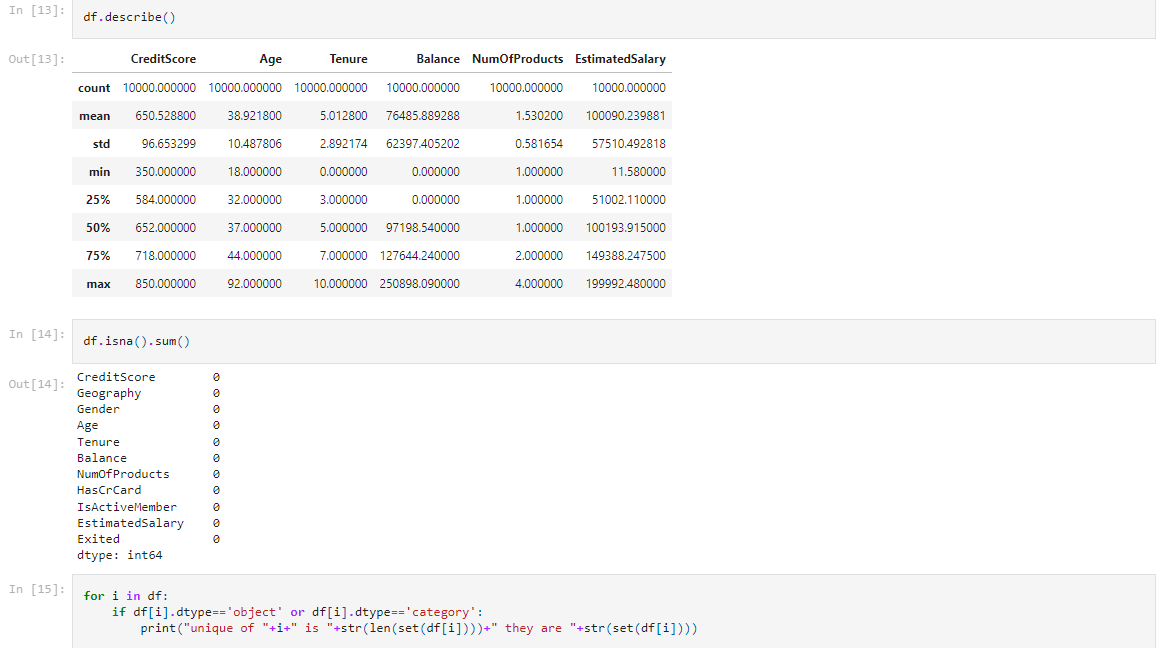 In [13]:
df.describe()
Out[13]:
CreditScore Age Tenure Balance NumOfProducts EstimatedSalary
count 10000.000000 10000.000000 10000.000000 10000.000000 10000.000000 10000.000000
mean 650.528800 38.921800 5.012800 76485.889288 1.530200 100090.239881
std 96.653299 10.487806 2.892174 62397.405202 0.581654 57510.492818
min 350.000000 18.000000 0.000000 0.000000 1.000000 11.580000
25% 584.000000 32.000000 3.000000 0.000000 1.000000 51002.110000
50% 652.000000 37.000000 5.000000 97198.540000 1.000000 100193.915000
75% 718.000000 44.000000 7.000000 127644.240000 2.000000 149388.247500
max 850.000000 92.000000 10.000000 250898.090000 4.000000 199992.480000
In [14]:
df.isna().sum()
Out[14]:
CreditScore 0
Geography 0
Gender 0
Age 0
Tenure 0
Balance 0
NumOfProducts 0
HasCrCard 0
IsActiveMember 0
EstimatedSalary 0
Exited 0
dtype: int64
In [15]:
for i in df:
    if df[i].dtype=='object' or df[i].dtype=='category':
        print("unique of "+i+" is "+str(len(set(df[i])))+" they are "+str(set(df[i])))